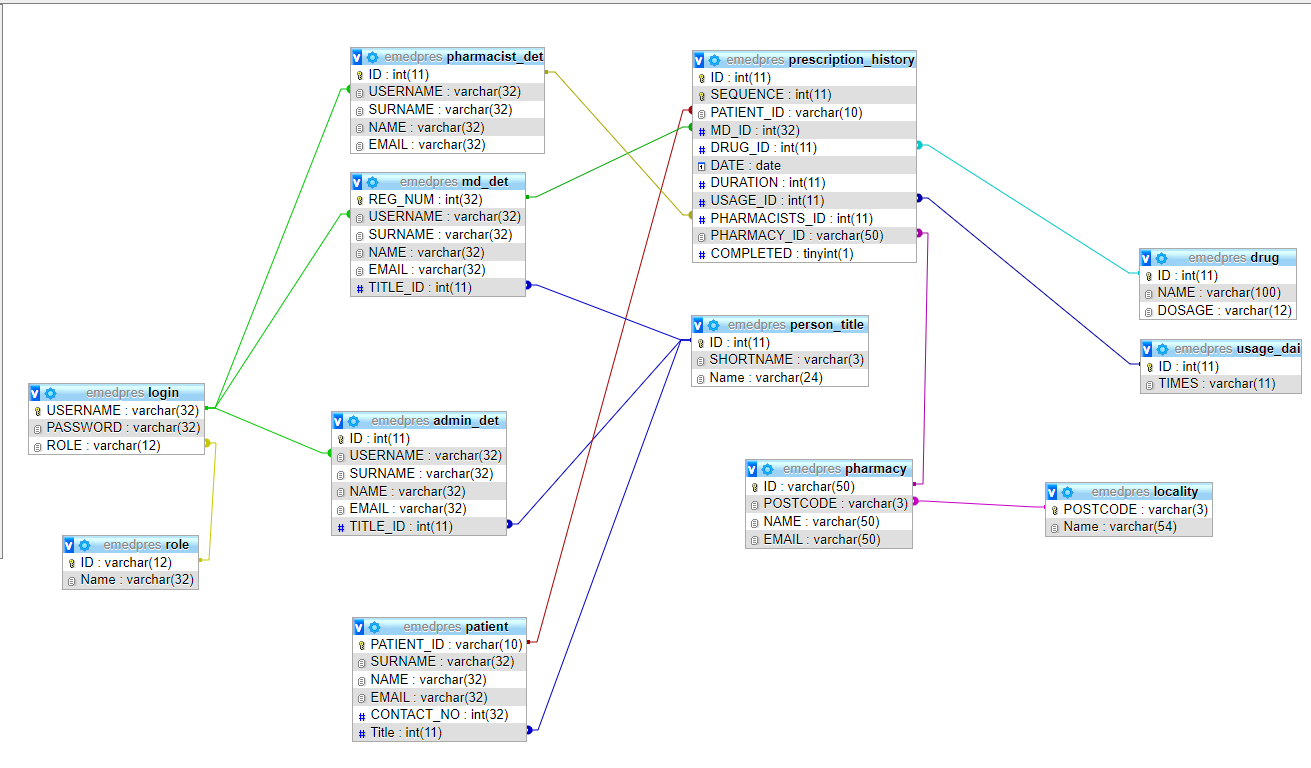 emedpres pharmacist_det
ID : int(11)
USERNAME : varchar(32)
SURNAME : varchar(32)
NAME : varchar(32)
EMAIL : varchar(32)
emedpres prescription_history
ID : int(11)
SEQUENCE : int(11)
PATIENT_ID : varchar(10)
MD_ID : int(32)
DRUG_ID : int(11)
DATE : date
DURATION : int(11)
USAGE_ID : int(11)
PHARMACISTS_ID : int(11)
PHARMACY_ID : varchar(50)
COMPLETED : tinyint(1)
emedpres md_det
REG_NUM : int(32)
USERNAME : varchar(32)
SURNAME : varchar(32)
NAME : varchar(32)
EMAIL : varchar(32)
TITLE_ID : int(11)
emedpres drug
ID : int(11)
NAME : varchar(100)
DOSAGE : varchar(12)
emedpres person_title
ID : int(11)
SHORTNAME : varchar(3)
Name : varchar(24)
emedpres usage_dai
ID : int(11)
TIMES : varchar(11)
emedpres login
USERNAME : varchar(32)
PASSWORD : varchar(32)
ROLE : varchar(12)
emedpres admin_det
ID : int(11)
USERNAME : varchar(32)
SURNAME : varchar(32)
NAME : varchar(32)
EMAIL : varchar(32)
TITLE_ID : int(11)
emedpres pharmacy
ID : varchar(50)
POSTCODE : varchar(3)
NAME : varchar(50)
EMAIL : varchar(50)
emedpres locality
POSTCODE : varchar(3)
Name : varchar(54)
emedpres role
ID : varchar(12)
Name : varchar(32)
emedpres patient
PATIENT_ID : varchar(10)
SURNAME : varchar(32)
NAME : varchar(32)
EMAIL : varchar(32)
CONTACT_NO : int(32)
Title : int(11)